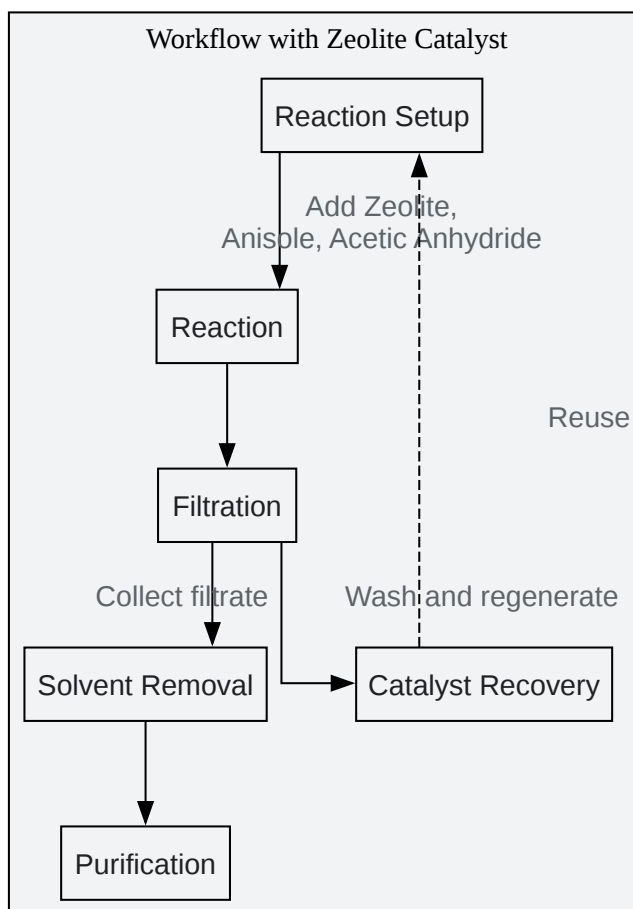 Workflow with Zeolite Catalyst
Reaction Setup
Add Zeolite,
Anisole, Acetic Anhydride
Reaction
Reuse
Filtration
Collect filtrate
Wash and regenerate
Solvent Removal
Catalyst Recovery
Purification